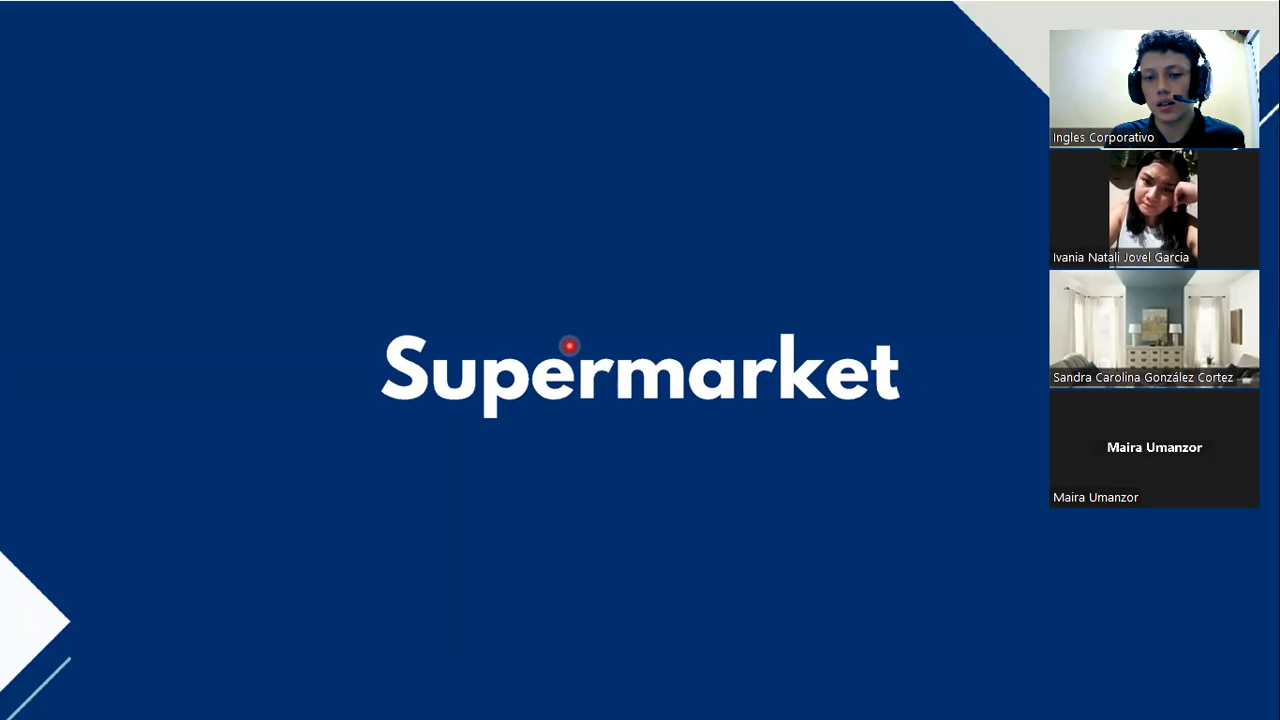 Supermarket
Ingles Corporativo
Ivania Natali Jovel Garcia
Sandra Carolina González Cortez
Maira Umanzor
Maira Umanzor